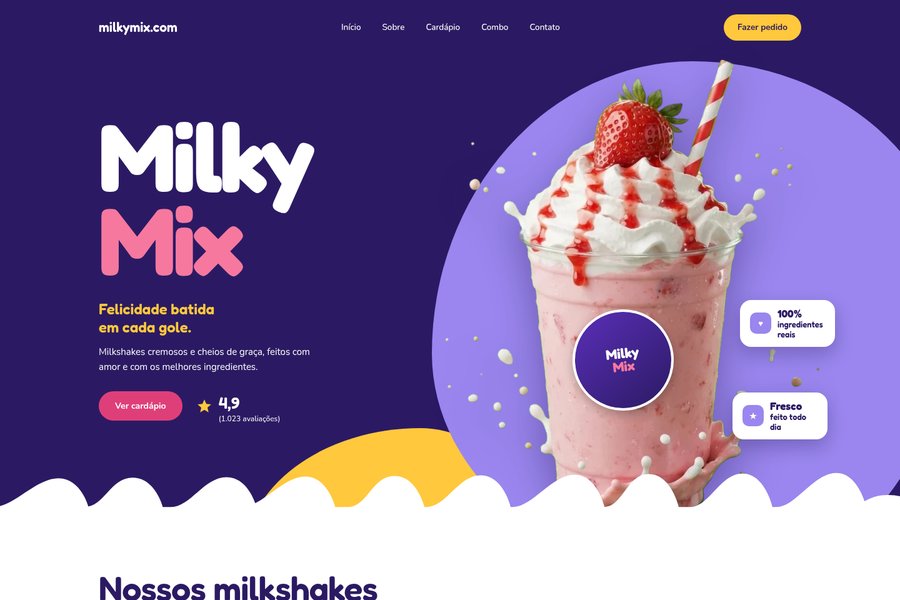 milkymix.com
Início
Sobre
Cardápio
Combo
Contato
Fazer pedido
Milky
Mix
Felicidade batida
em cada gole.
Milkshakes cremosos e cheios de graça, feitos com
amor e com os melhores ingredientes.
Ver cardápio
4,9
(1.023 avaliações)
Milky
Mix
100%
ingredientes
reais
Fresco
feito todo
dia
Nossos milkshakes